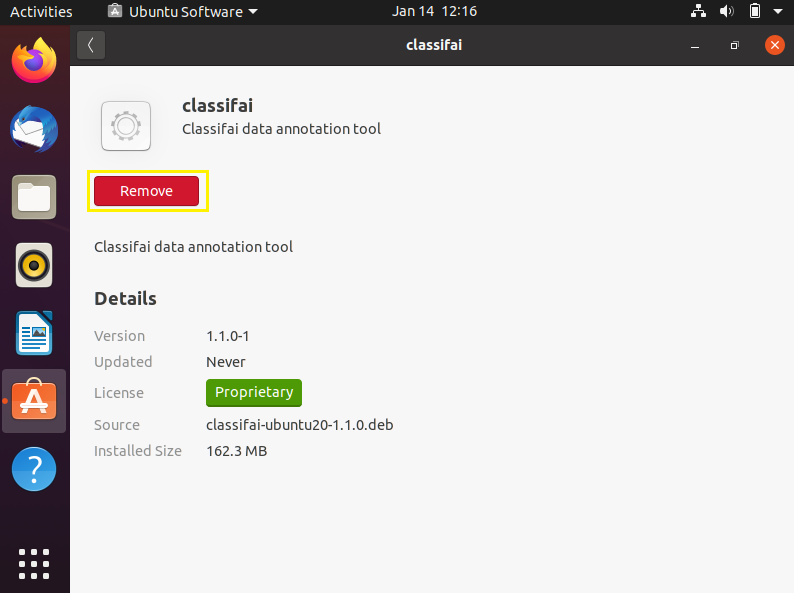 Activities Ubuntu Software Jan 14 12:16
classifai
classifai
Classifai data annotation tool
Remove
Classifai data annotation tool
Details
Version 1.1.0-1
Updated Never
License Proprietary
Source classifai-ubuntu20-1.1.0.deb
Installed Size 162.3 MB